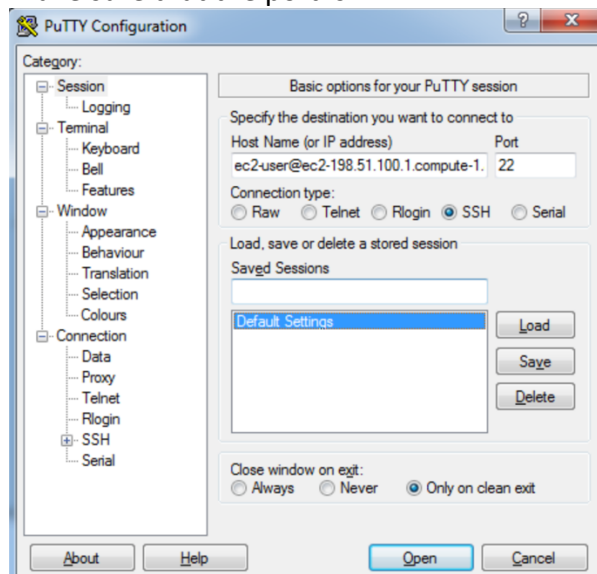 PuTTY Configuration
Category:
Session
Logging
Terminal
Keyboard
Bell
Features
Window
Appearance
Behaviour
Translation
Selection
Colours
Connection
Data
Proxy
Telnet
Rlogin
SSH
Serial
Basic options for your PuTTY session
Specify the destination you want to connect to
Host Name (or IP address) Port
ec2-user@ec2-198.51.100.1.compute-1. 22
Connection type:
Raw Telnet Rlogin SSH Serial
Load, save or delete a stored session
Saved Sessions
Default Settings
Load
Save
Delete
Close window on exit:
Always Never Only on clean exit
About Help Open Cancel